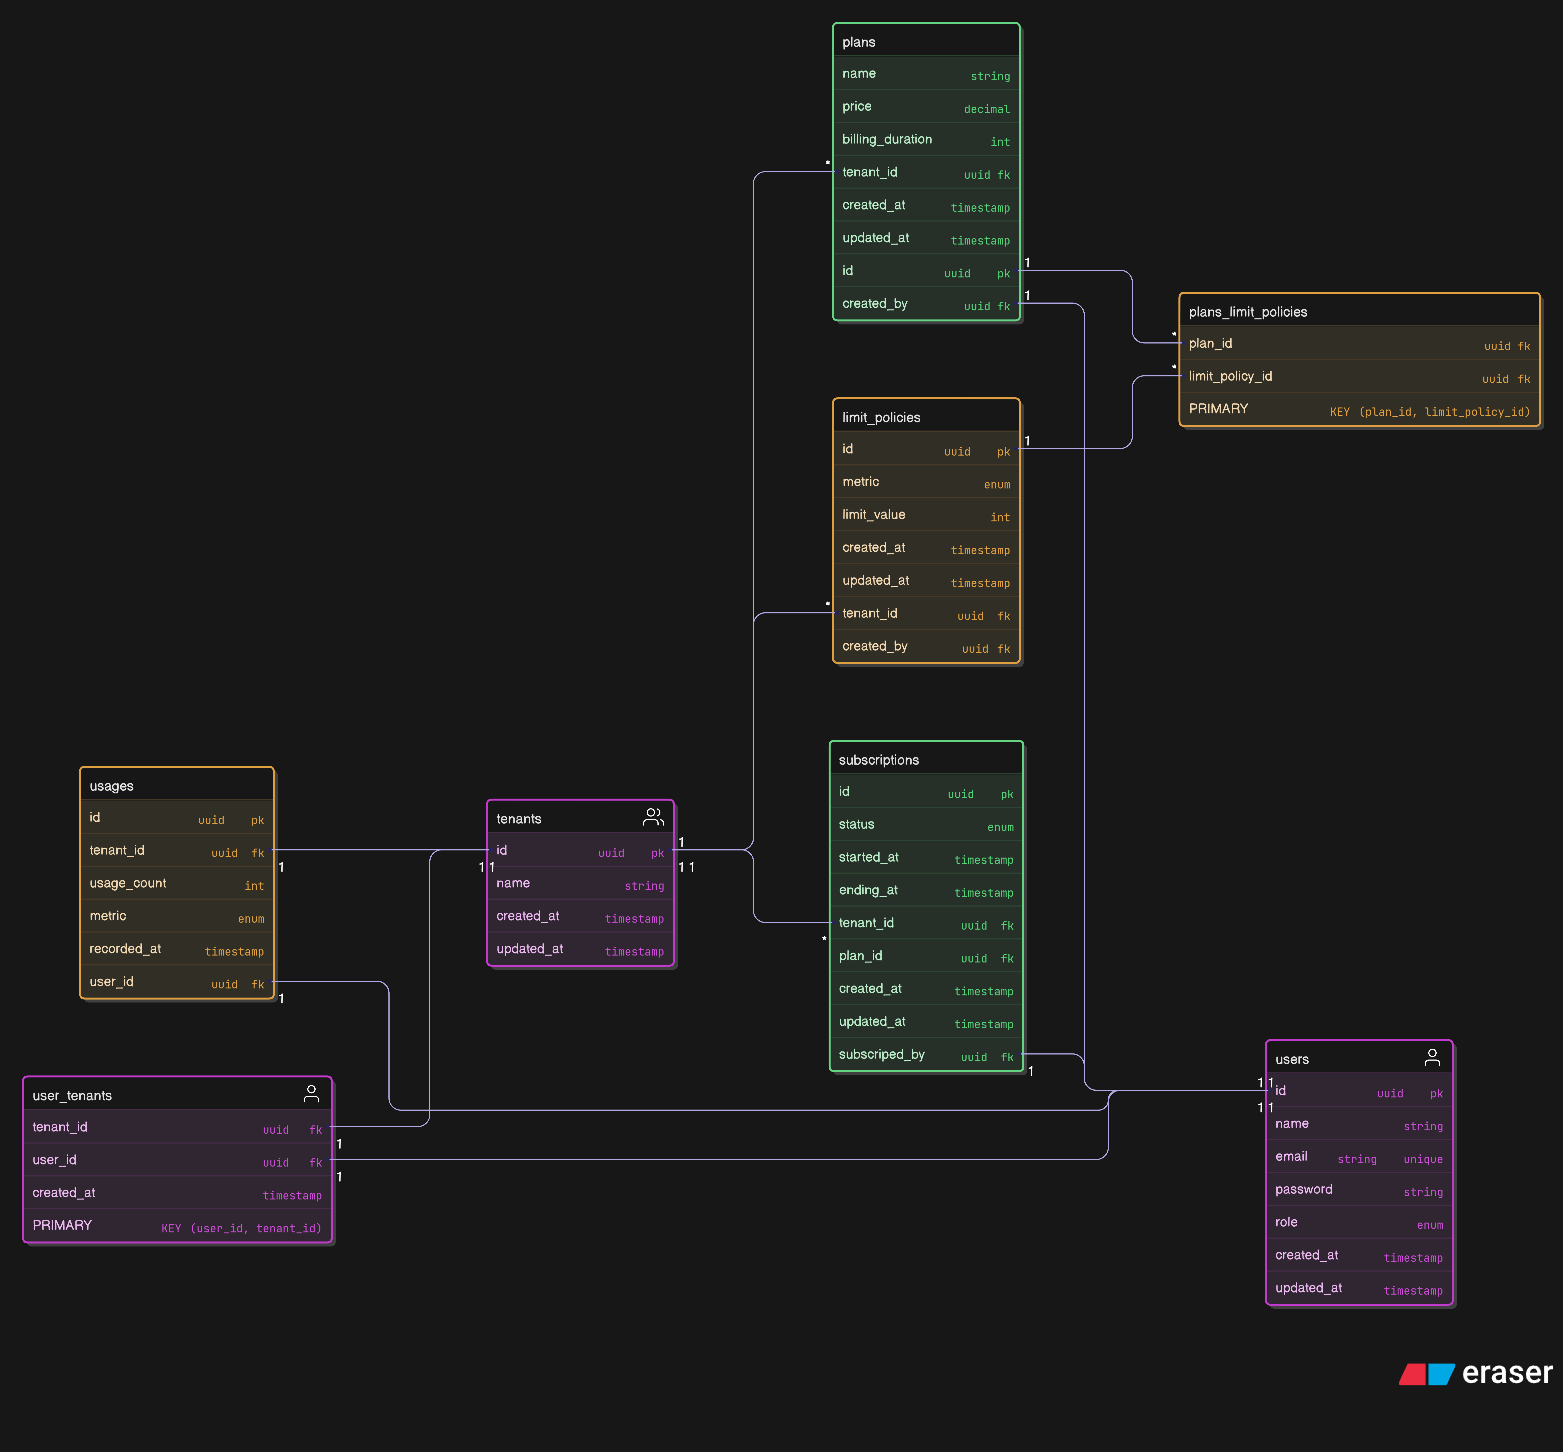 plans
name string
price decimal
billing_duration int
* tenant_id uuid fk
created_at timestamp
updated_at timestamp
id uuid pk 1
created_by uuid fk 1
plans_limit_policies
* plan_id uuid fk
* limit_policy_id uuid fk
PRIMARY KEY (plan_id, limit_policy_id)
limit_policies
id uuid pk 1
metric enum
limit_value int
created_at timestamp
updated_at timestamp
* tenant_id uuid fk
created_by uuid fk
subscriptions
id uuid pk
status enum
started_at timestamp
ending_at timestamp
tenant_id uuid fk
*
plan_id uuid fk
created_at timestamp
updated_at timestamp
subscriped_by uuid fk
1
usages
id uuid pk
tenant_id uuid fk
1
usage_count int
metric enum
recorded_at timestamp
user_id uuid fk
1
tenants
1
id uuid pk
1 1
1 1
name string
created_at timestamp
updated_at timestamp
user_tenants
tenant_id uuid fk
1
user_id uuid fk
1
created_at timestamp
PRIMARY KEY (user_id, tenant_id)
users
1 1
id uuid pk
1 1
name string
email string unique
password string
role enum
created_at timestamp
updated_at timestamp
eraser